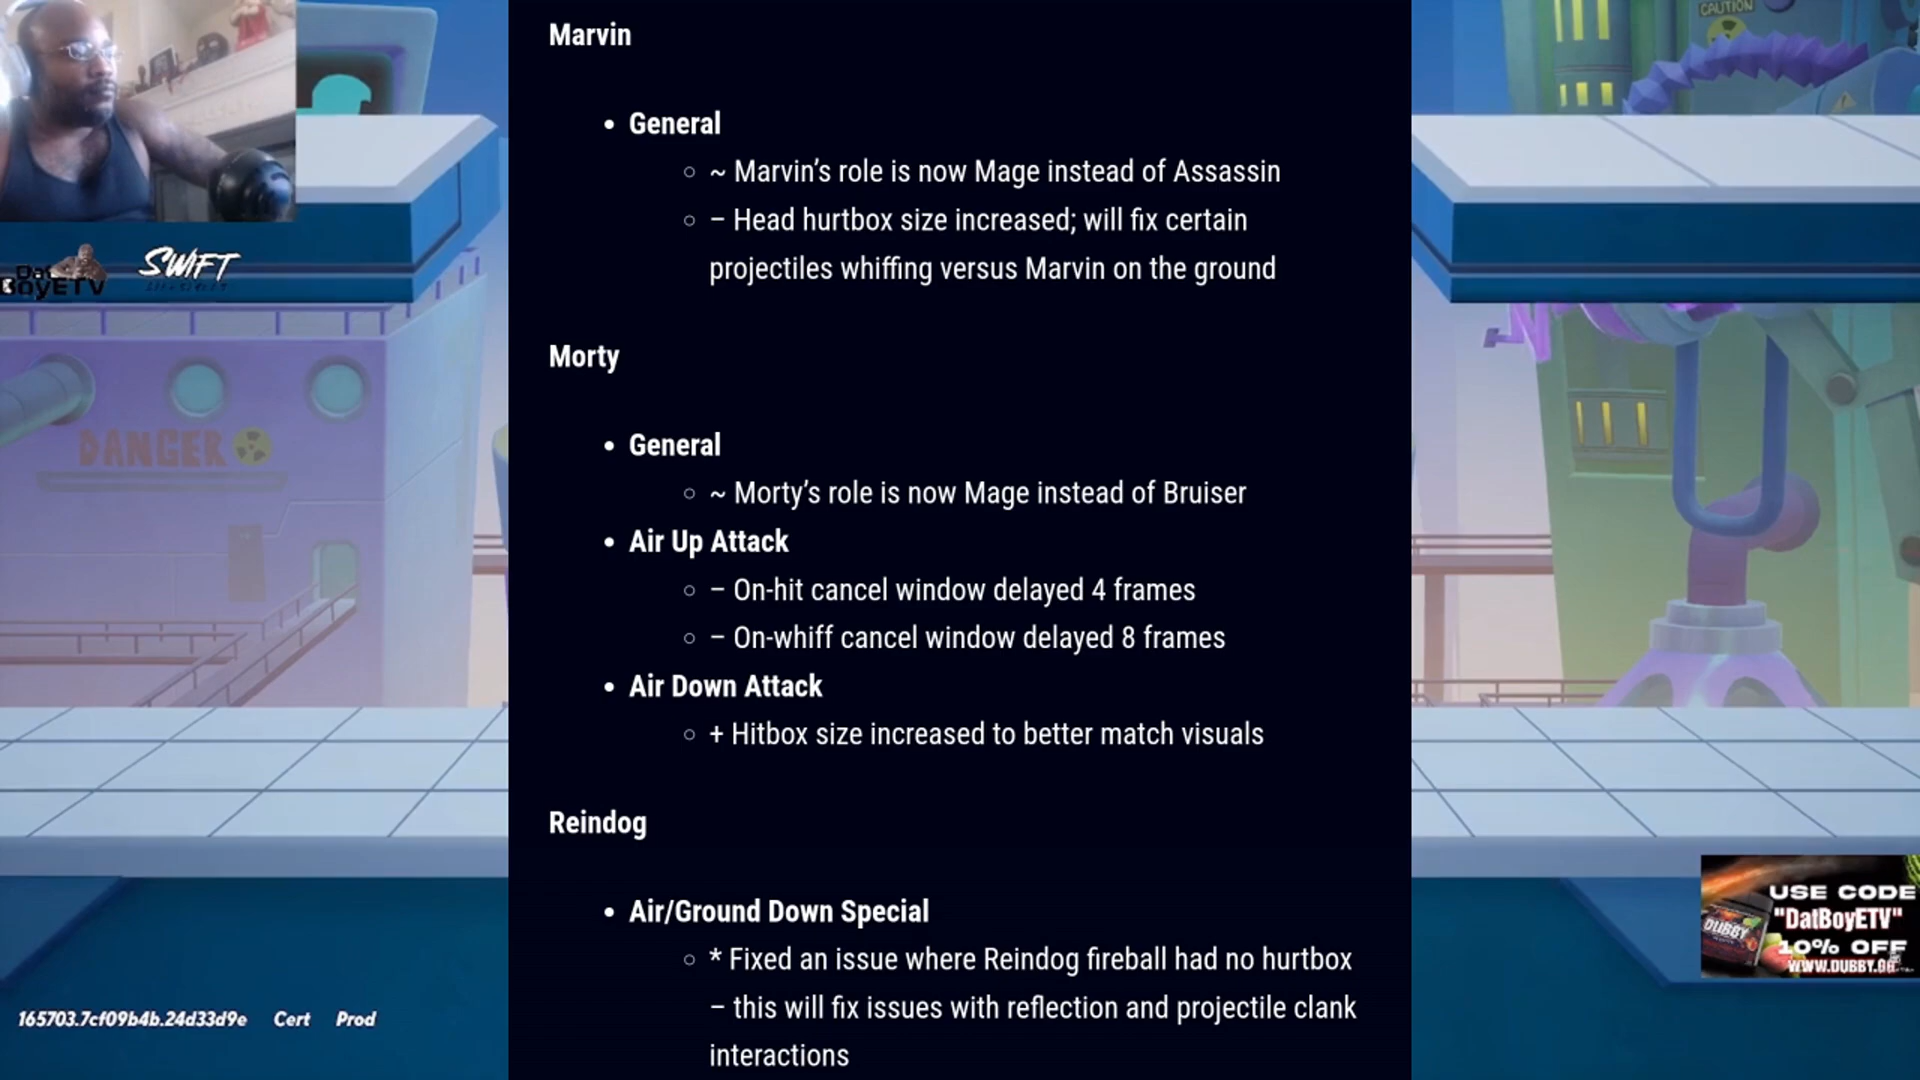 CAUTION
Marvin
• General
○ ~ Marvin’s role is now Mage instead of Assassin
○ – Head hurtbox size increased; will fix certain
projectiles whiffing versus Marvin on the ground
Dat
BoyETV
SWIFT
Morty
• General
○ ~ Morty’s role is now Mage instead of Bruiser
• Air Up Attack
○ – On-hit cancel window delayed 4 frames
○ – On-whiff cancel window delayed 8 frames
• Air Down Attack
○ + Hitbox size increased to better match visuals
DANGER
Reindog
• Air/Ground Down Special
○ * Fixed an issue where Reindog fireball had no hurtbox
– this will fix issues with reflection and projectile clank
interactions
USE CODE
"DatBoyETV"
10% OFF
DUBBY
165703.7cf09b4b.24d33d9e Cert Prod